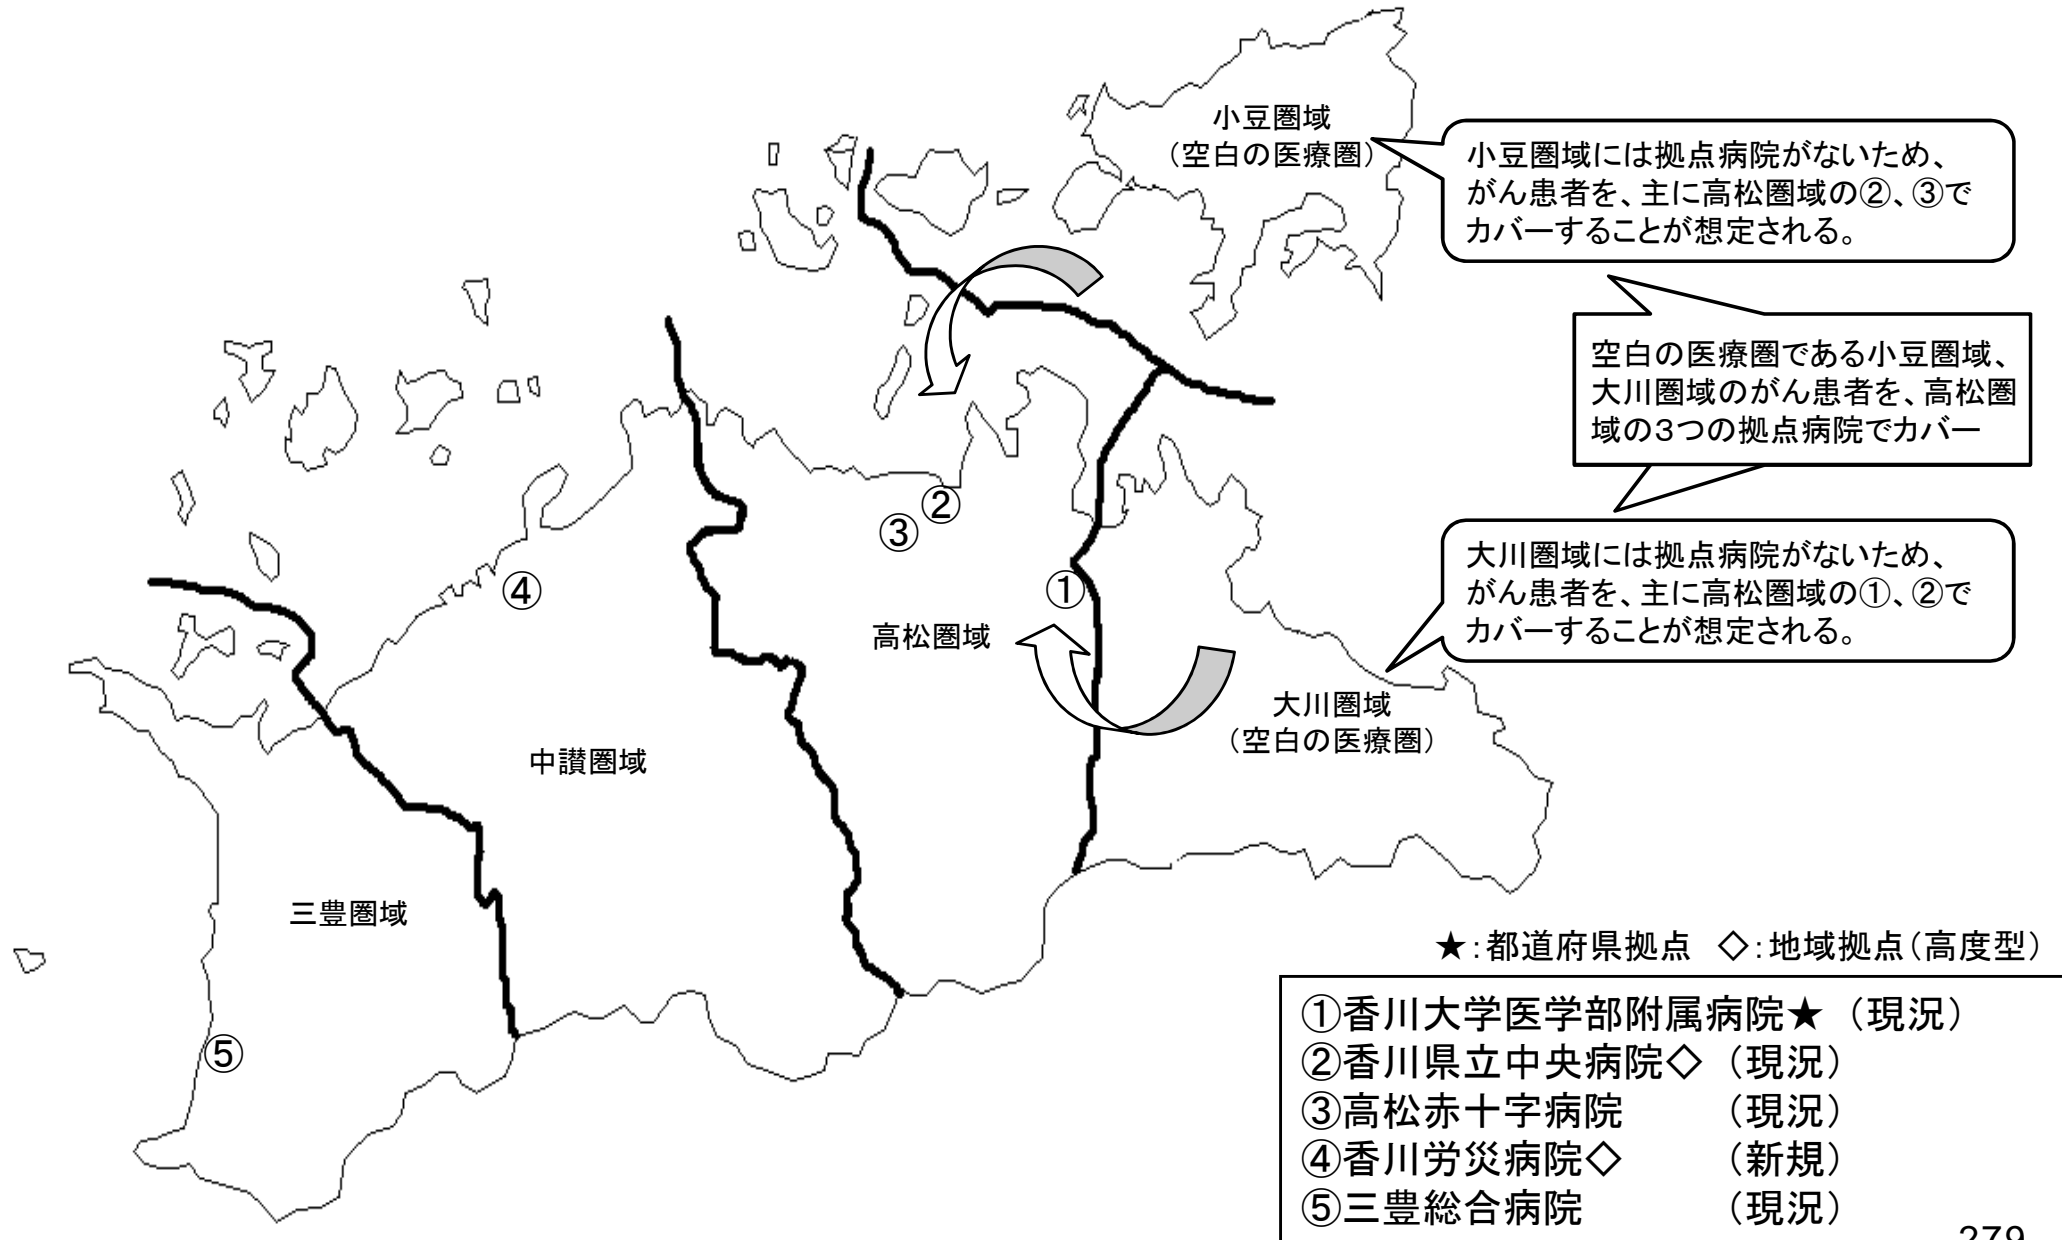 小豆圏域
（空白の医療圏）
小豆圏域には拠点病院がないため、
がん患者を、主に高松圏域の②、③で
カバーすることが想定される。
空白の医療圏である小豆圏域、
大川圏域のがん患者を、高松圏
域の3つの拠点病院でカバー
②
③
④
①
大川圏域には拠点病院がないため、
がん患者を、主に高松圏域の①、②で
カバーすることが想定される。
高松圏域
大川圏域
（空白の医療圏）
中讃圏域
三豊圏域
⑤
★：都道府県拠点 ◇：地域拠点（高度型）
①香川大学医学部附属病院★（現況）
②香川県立中央病院◇（現況）
③高松赤十字病院（現況）
④香川労災病院◇（新規）
⑤三豊総合病院（現況）
279